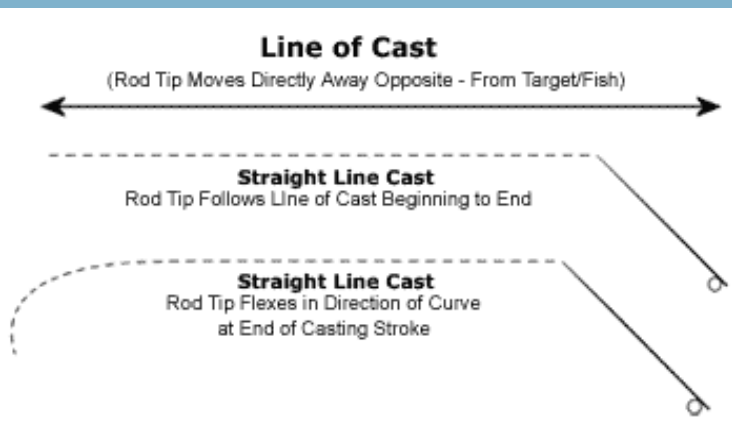 Line of Cast
(Rod Tip Moves Directly Away Opposite - From Target/Fish)
Straight Line Cast
Rod Tip Follows LIne of Cast Beginning to End
Straight Line Cast
Rod Tip Flexes in Direction of Curve
at End of Casting Stroke